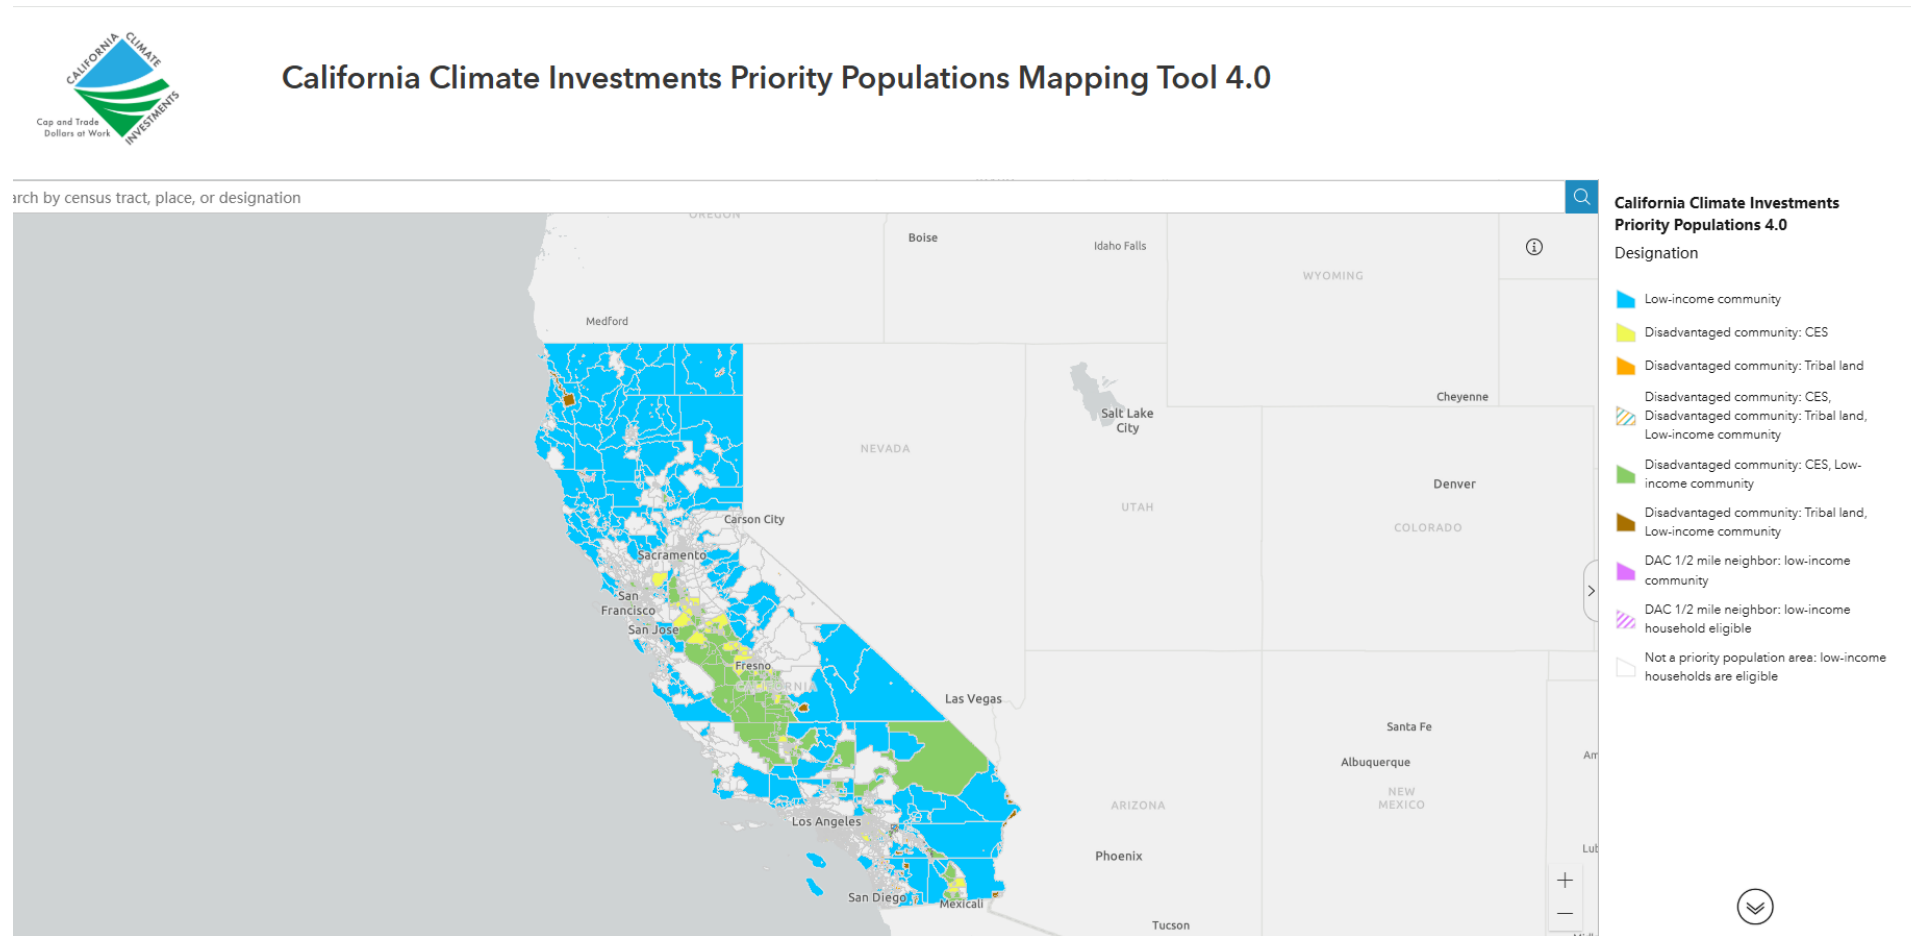 CALIFORNIA CLIMATE
INVESTMENTS
Cap and Trade
Dollars at Work
California Climate Investments Priority Populations Mapping Tool 4.0
arch by census tract, place, or designation
OREGON
Boise
Idaho Falls
WYOMING
Medford
Cheyenne
Salt Lake
City
NEVADA
Denver
UTAH
Carson City
COLORADO
Sacramento
San
Francisco
San Jose
Fresno
CALIFORNIA
Las Vegas
Santa Fe
Albuquerque
Am
NEW
MEXICO
ARIZONA
Los Angeles
Phoenix
Lub
San Diego
Mexicali
Tucson
+
−
California Climate Investments
Priority Populations 4.0
Designation
Low-income community
Disadvantaged community: CES
Disadvantaged community: Tribal land
Disadvantaged community: CES,
Disadvantaged community: Tribal land,
Low-income community
Disadvantaged community: CES, Low-
income community
Disadvantaged community: Tribal land,
Low-income community
DAC 1/2 mile neighbor: low-income
community
DAC 1/2 mile neighbor: low-income
household eligible
Not a priority population area: low-income
households are eligible